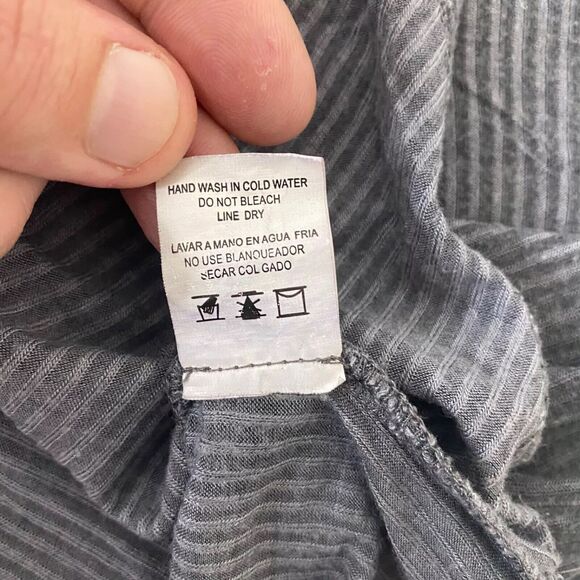 HAND WASH IN COLD WATER
DO NOT BLEACH
LINE DRY
LAVAR A MANO EN AGUA FRIA
NO USE BLANQUEADOR
SECAR COLGADO